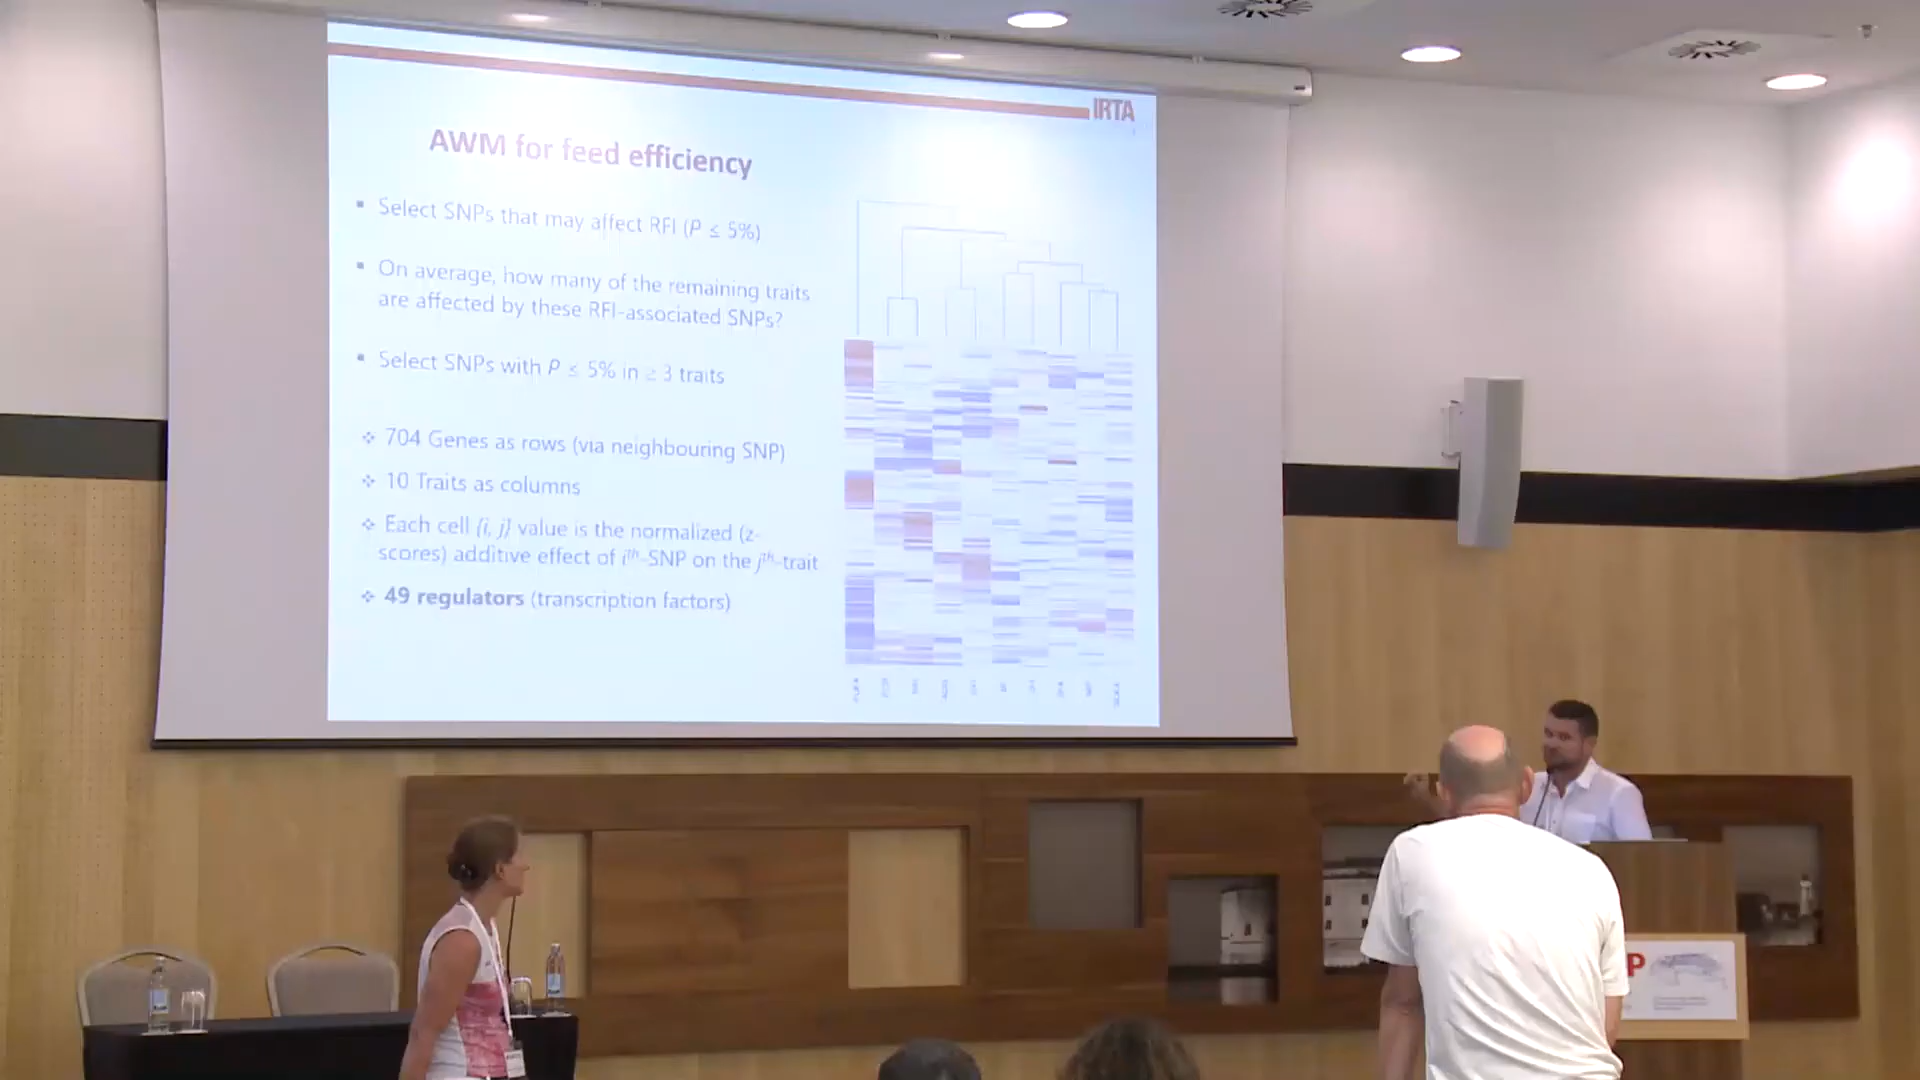 IRTA
AWM for feed efficiency
▪ Select SNPs that may affect RFI (P ≤ 5%)
▪ On average, how many of the remaining traits
are affected by these RFI-associated SNPs?
▪ Select SNPs with P ≤ 5% in ≥ 3 traits
❖ 704 Genes as rows (via neighbouring SNP)
❖ 10 Traits as columns
❖ Each cell {i, j} value is the normalized (z-
scores) additive effect of iᵗʰ-SNP on the jᵗʰ-trait
❖ 49 regulators (transcription factors)
P